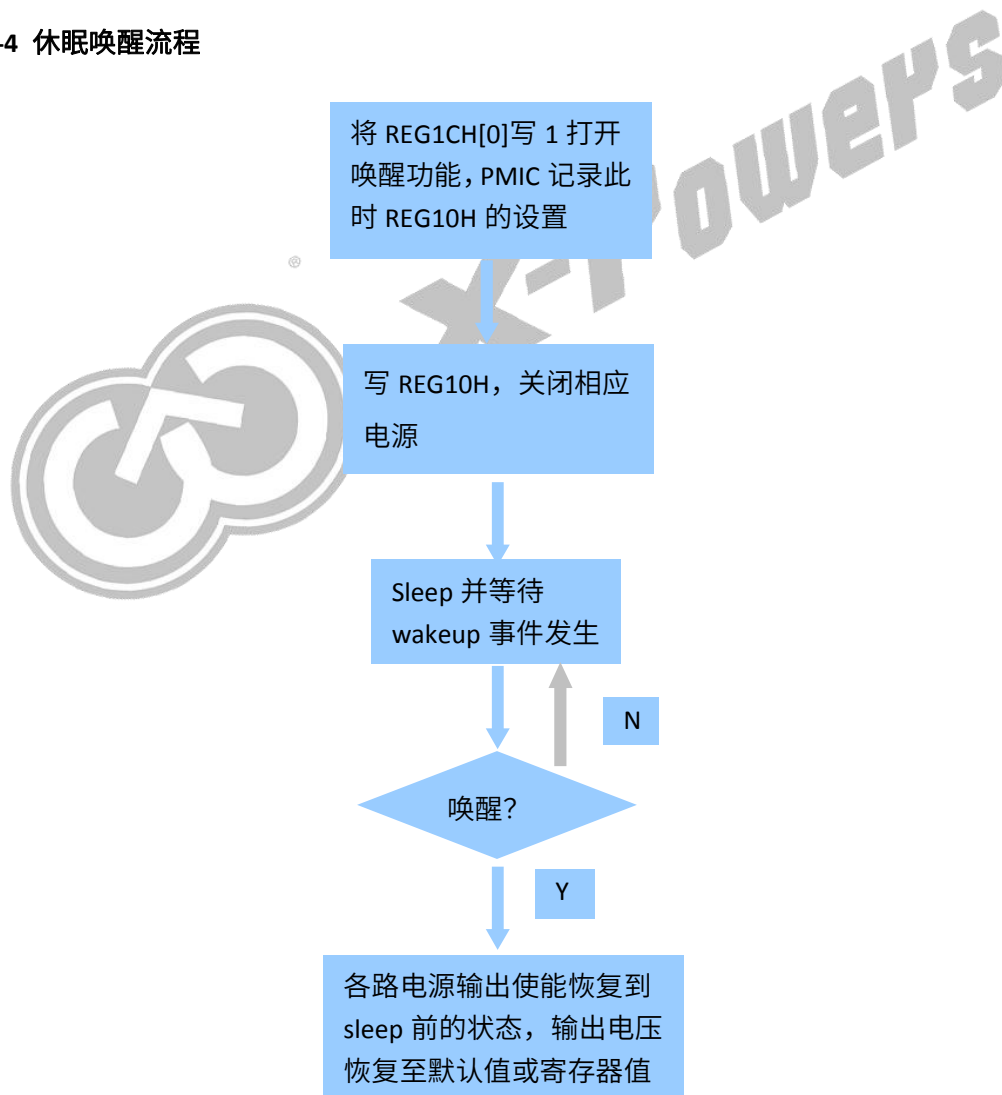 -4 休眠唤醒流程
X-Powers
®
将 REG1CH[0]写 1 打开
唤醒功能，PMIC 记录此
时 REG10H 的设置
写 REG10H，关闭相应
电源
Sleep 并等待
wakeup 事件发生
N
唤醒?
Y
各路电源输出使能恢复到
sleep 前的状态，输出电压
恢复至默认值或寄存器值